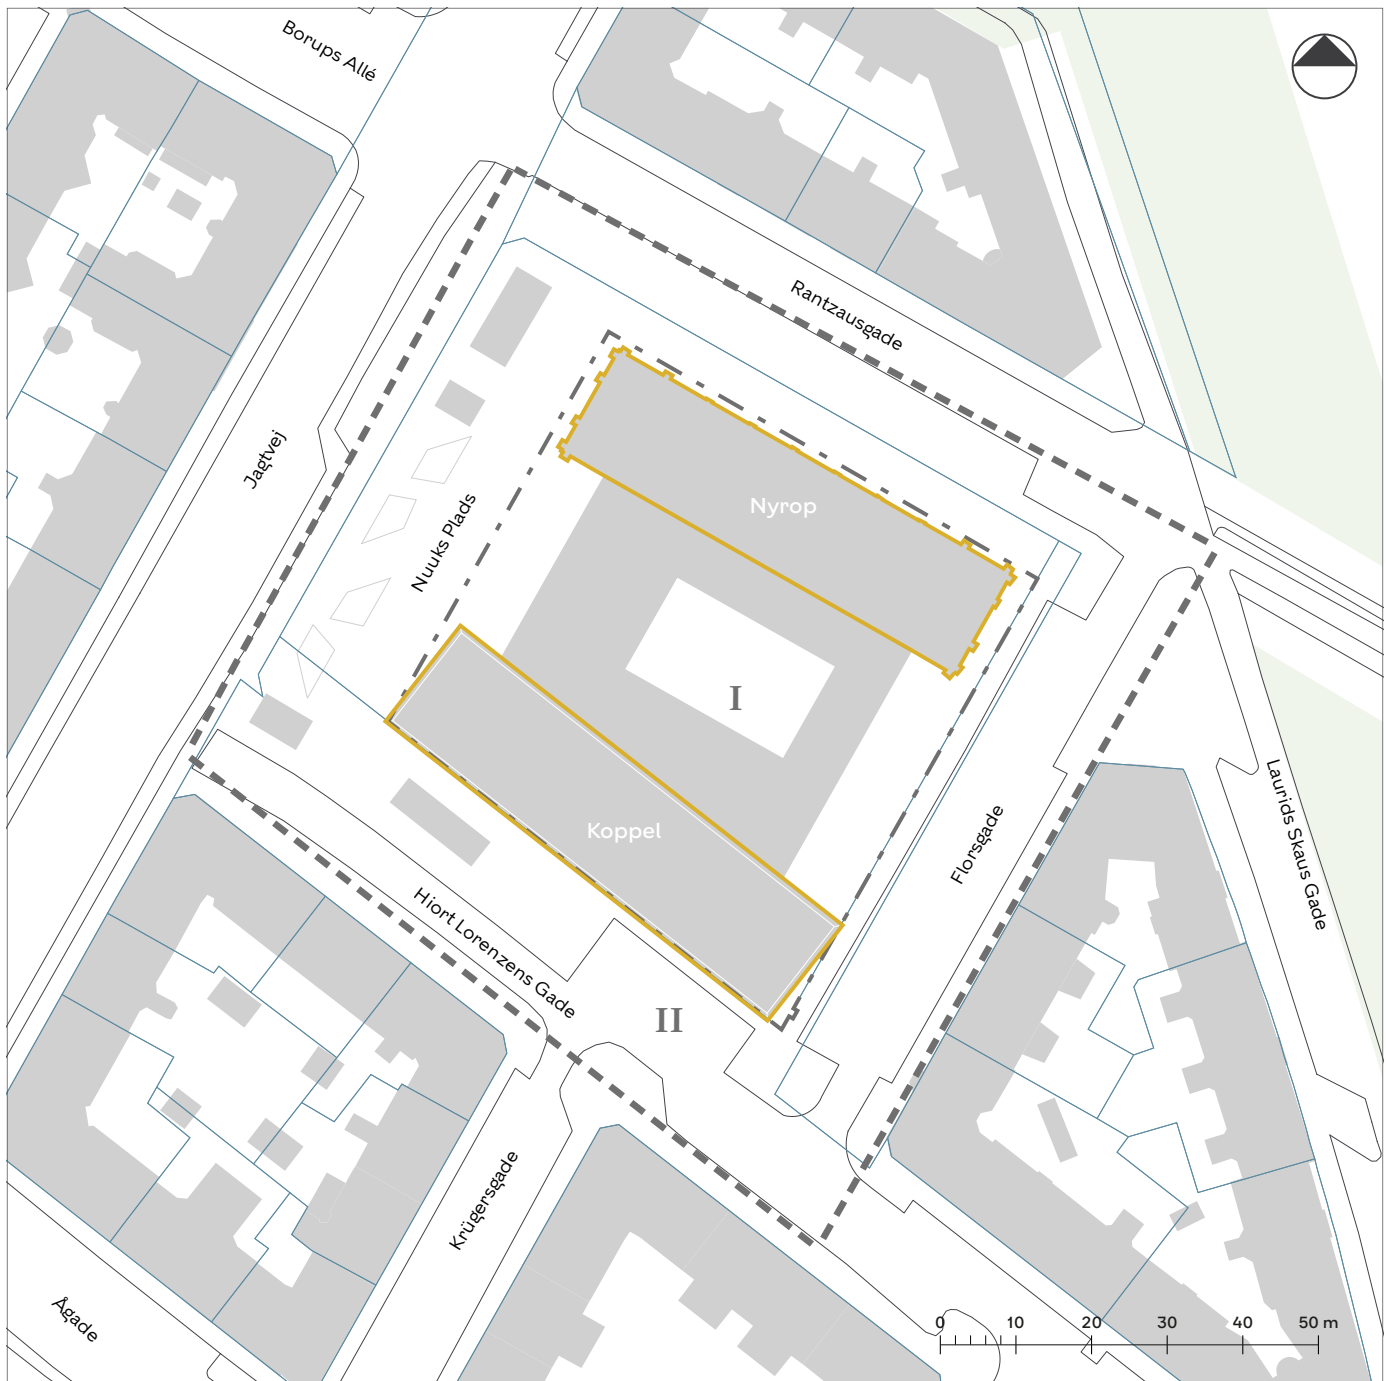 Borups Allé
Rantzausgade
Jagtvej
Nuuks Plads
Nyrop
I
Koppel
Florsgade
Laurids Skaus Gade
Hiort Lorenzens Gade
II
Krügersgade
Ågade
0 10 20 30 40 50 m